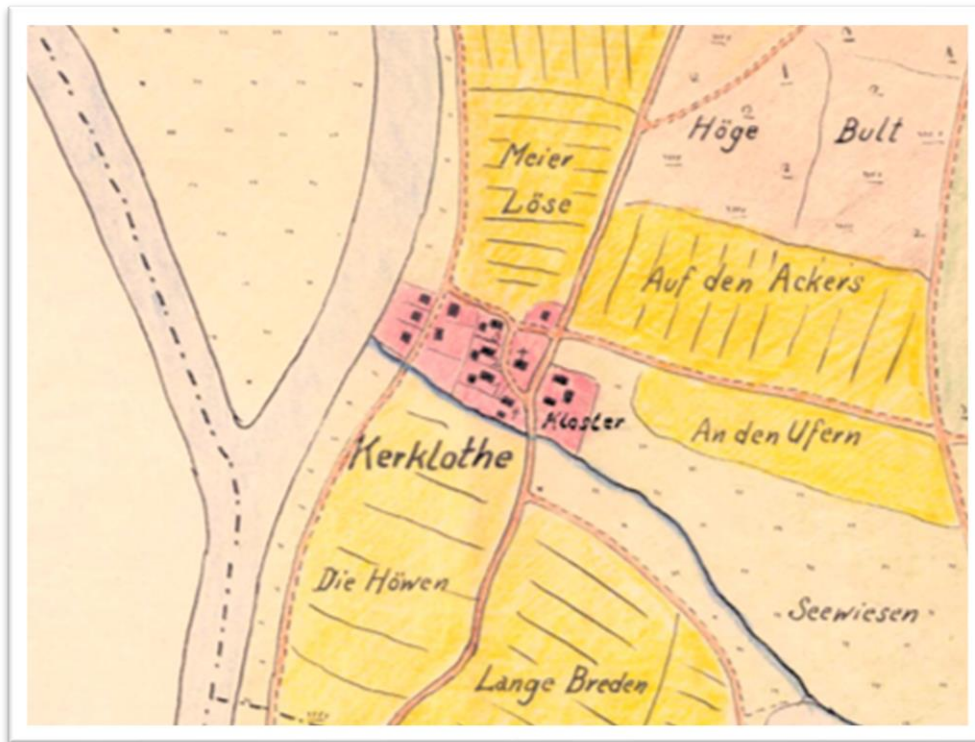 Höge
Bult
Meier
Löse
Auf den Ackers
Kloster
An den Ufern
Kerklothe
Die Höwen
Seewiesen
Lange Breden